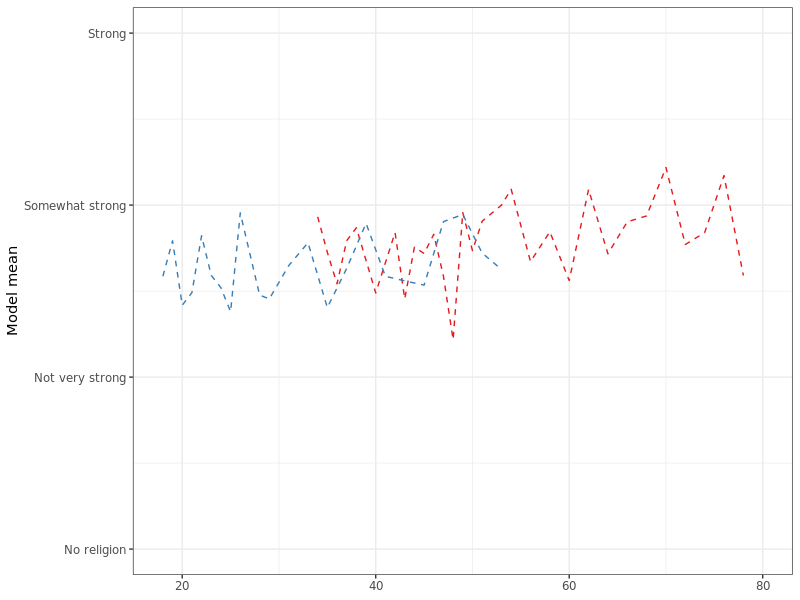 Strong
Somewhat strong
Not very strong
No religion
Model mean
20 40 60 80